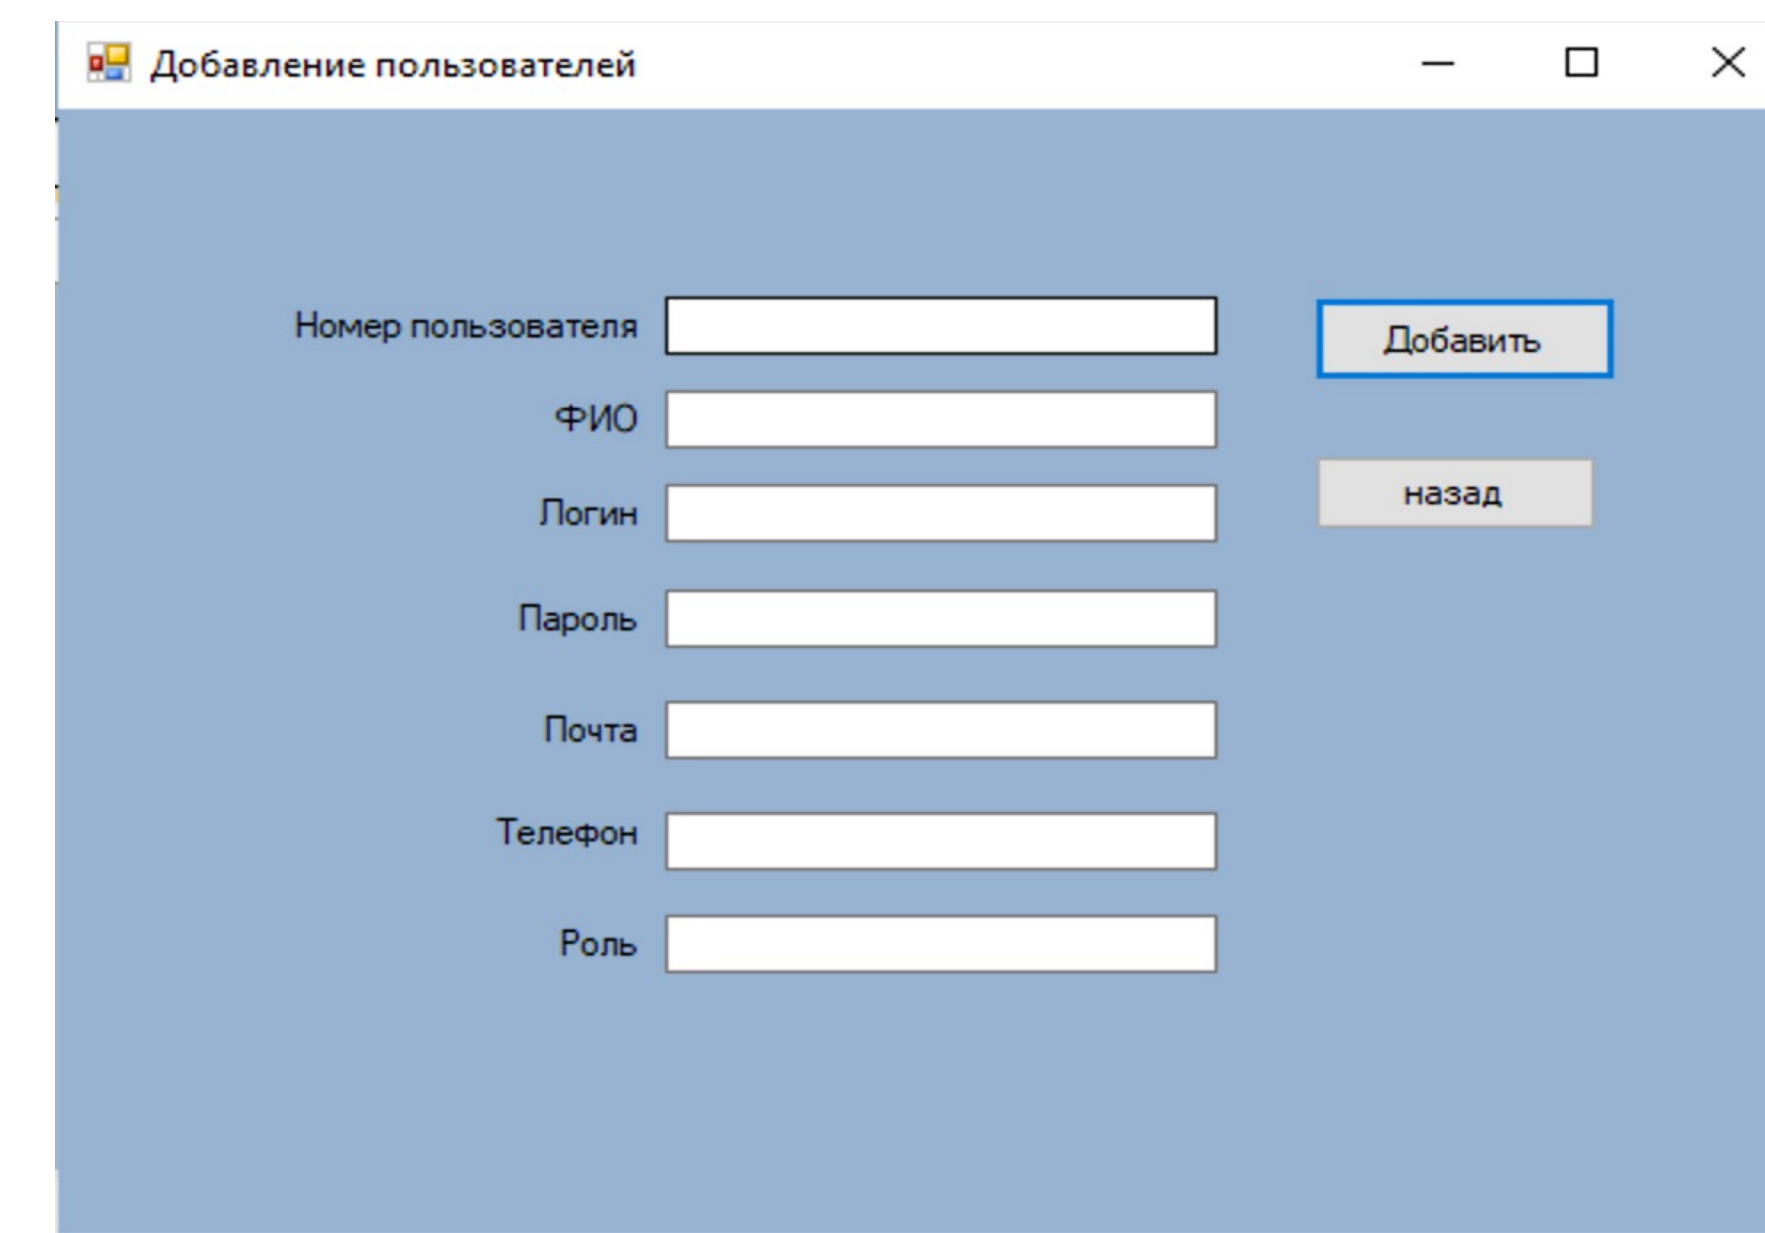 Добавление пользователей
Номер пользователя
Добавить
ФИО
назад
Логин
Пароль
Почта
Телефон
Роль